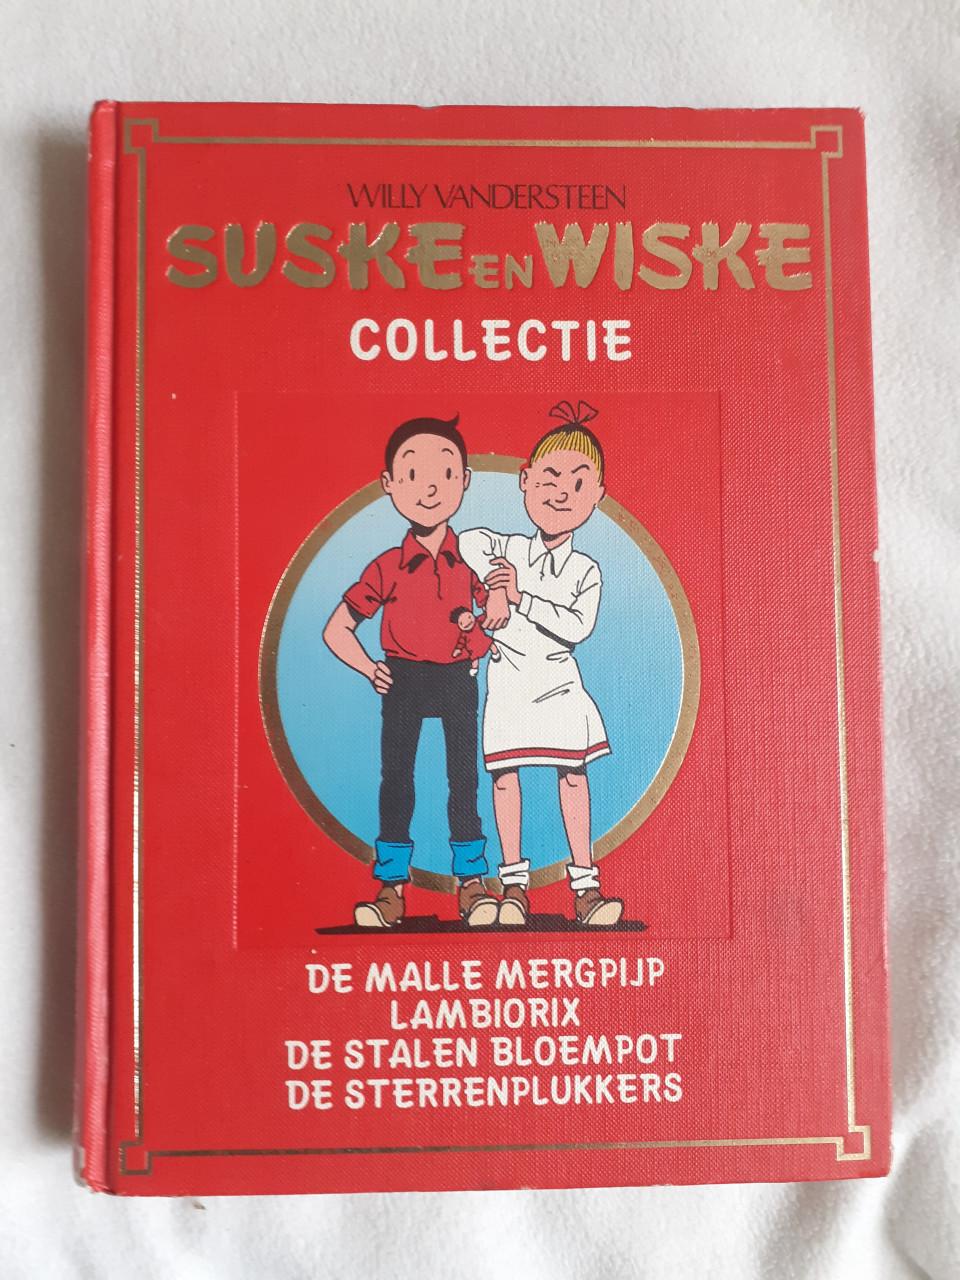 WILLY VANDERSTEEN
SUSKE EN WISKE
COLLECTIE
DE MALLE MERGPIJP
LAMBIORIX
DE STALEN BLOEMPOT
DE STERRENPLUKKERS